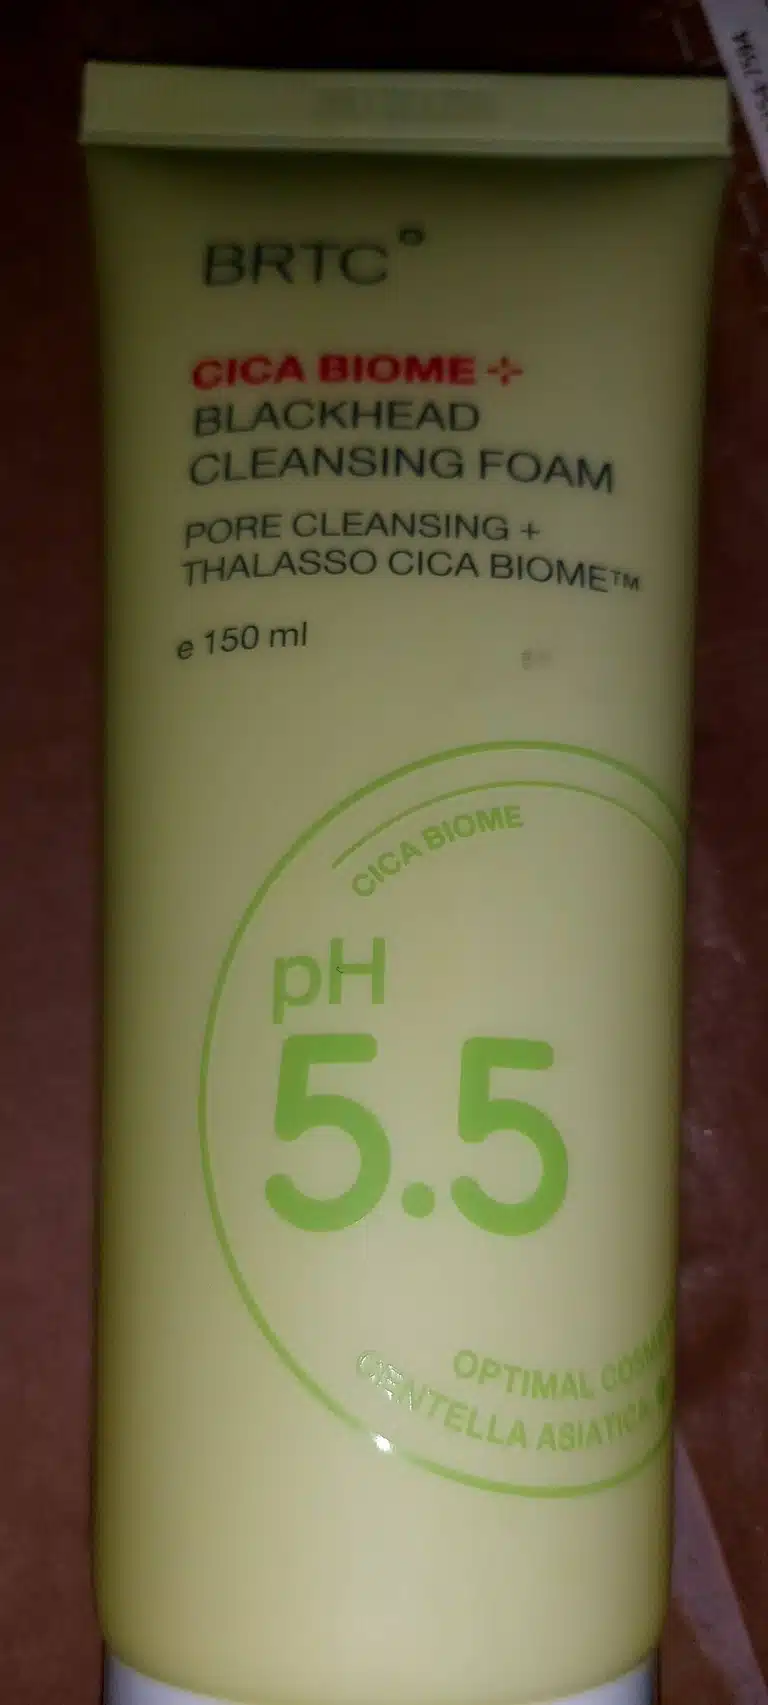 BRTC
CICA BIOME
BLACKHEAD
CLEANSING FOAM
PORE CLEANSING +
THALASSO CICA BIOME™
e 150 ml
CICA BIOME
pH
5.5
OPTIMAL
CENTELLA ASIATICA